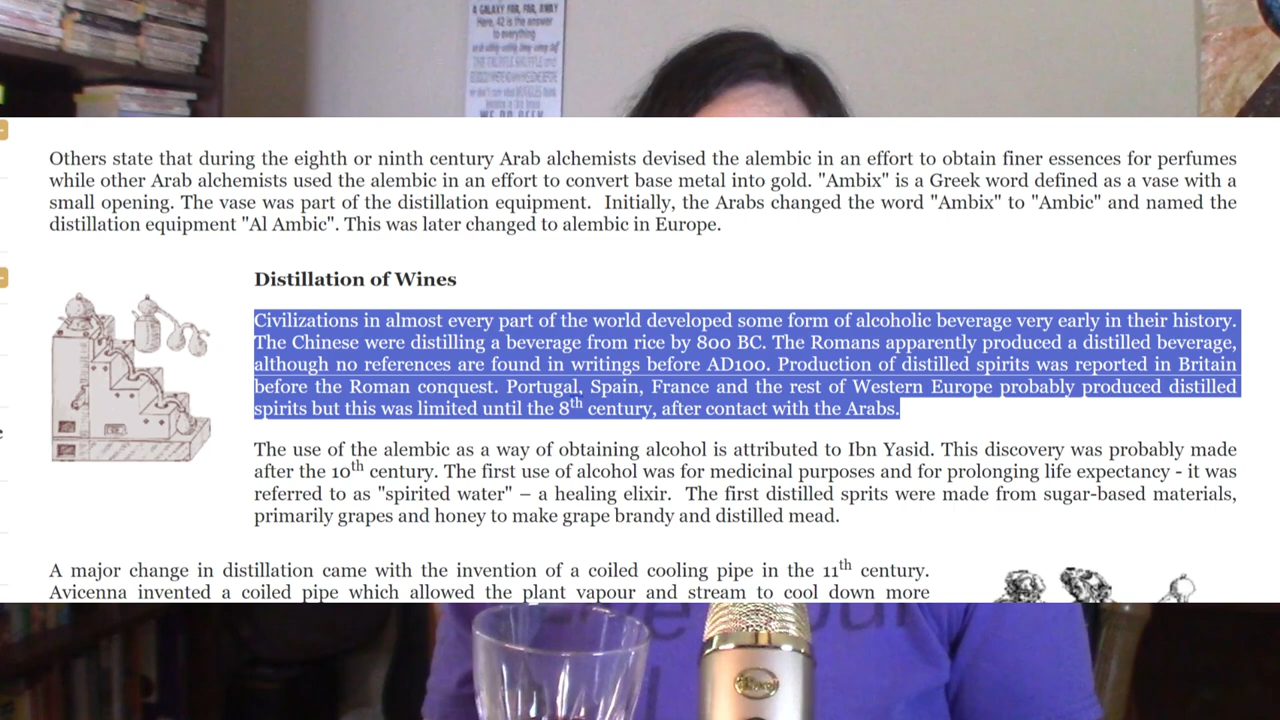 A GALAXY FAR, FAR, AWAY
Here, 42 is the answer
to everything
Others state that during the eighth or ninth century Arab alchemists devised the alembic in an effort to obtain finer essences for perfumes
while other Arab alchemists used the alembic in an effort to convert base metal into gold. "Ambix" is a Greek word defined as a vase with a
small opening. The vase was part of the distillation equipment.  Initially, the Arabs changed the word "Ambix" to "Ambic" and named the
distillation equipment "Al Ambic". This was later changed to alembic in Europe.
Distillation of Wines
Civilizations in almost every part of the world developed some form of alcoholic beverage very early in their history.
The Chinese were distilling a beverage from rice by 800 BC. The Romans apparently produced a distilled beverage,
although no references are found in writings before AD100. Production of distilled spirits was reported in Britain
before the Roman conquest. Portugal, Spain, France and the rest of Western Europe probably produced distilled
spirits but this was limited until the 8th century, after contact with the Arabs.
The use of the alembic as a way of obtaining alcohol is attributed to Ibn Yasid. This discovery was probably made
after the 10th century. The first use of alcohol was for medicinal purposes and for prolonging life expectancy - it was
referred to as "spirited water" – a healing elixir.  The first distilled sprits were made from sugar-based materials,
primarily grapes and honey to make grape brandy and distilled mead.
A major change in distillation came with the invention of a coiled cooling pipe in the 11th century.
Avicenna invented a coiled pipe which allowed the plant vapour and stream to cool down more